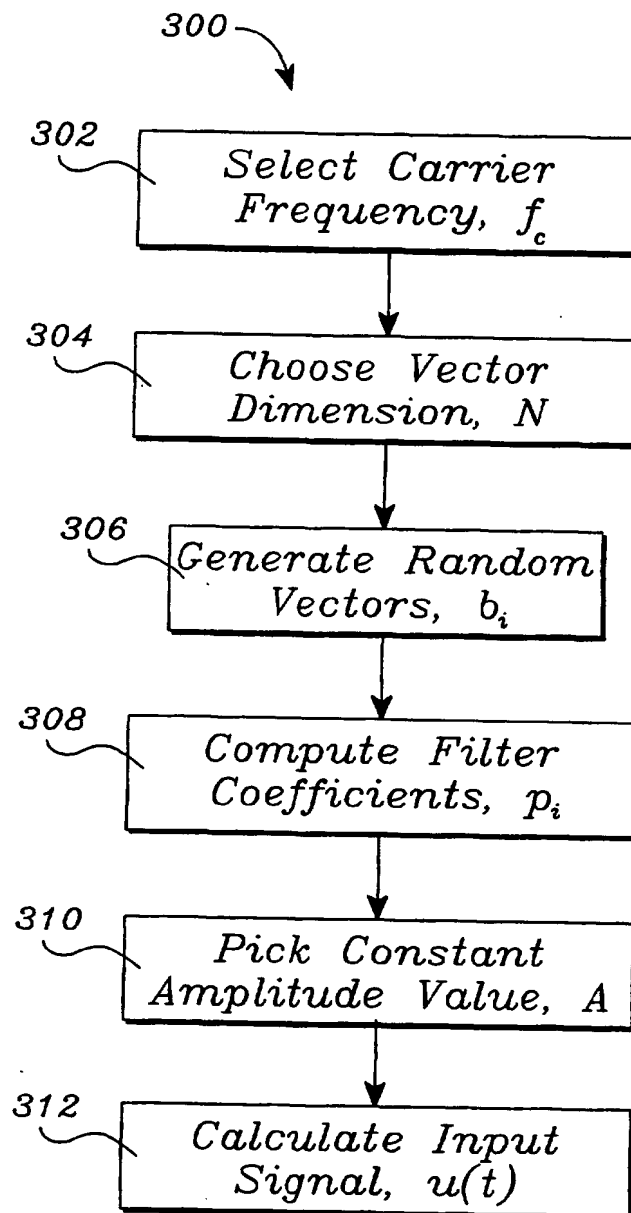 300
302
Select Carrier
Frequency, f_c
304
Choose Vector
Dimension, N
306
Generate Random
Vectors, b_i
308
Compute Filter
Coefficients, p_i
310
Pick Constant
Amplitude Value, A
312
Calculate Input
Signal, u(t)